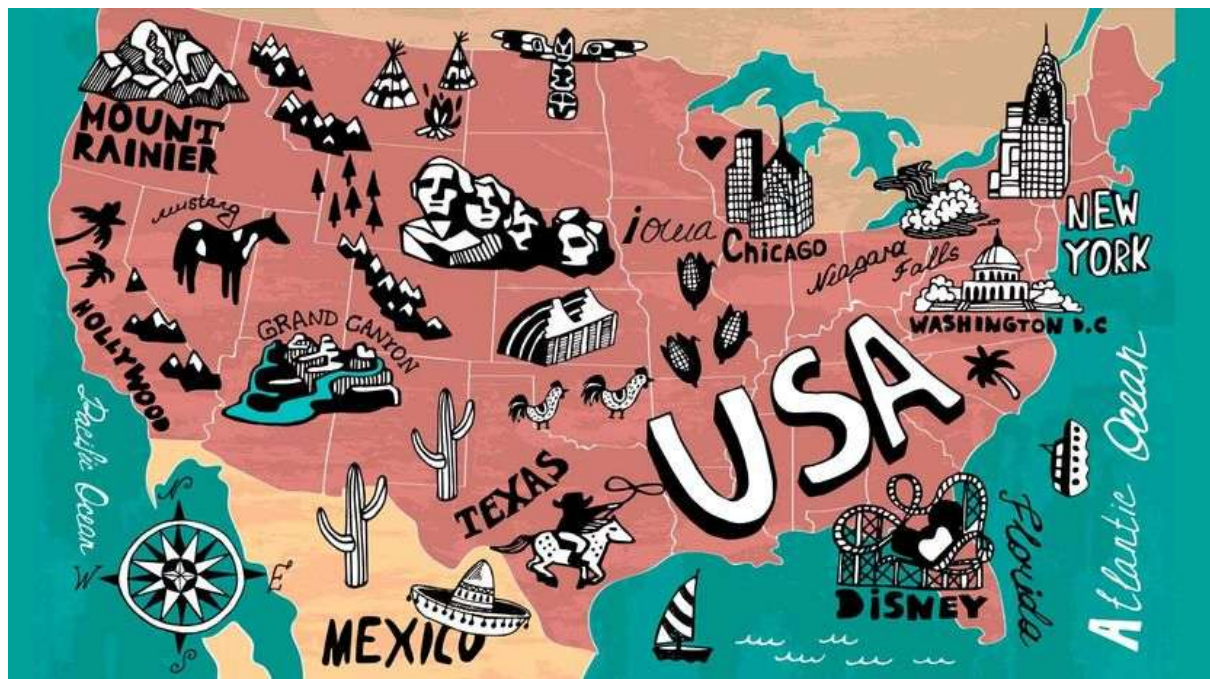 MOUNT
RAINIER
mustang
HOLLYWOOD
GRAND CANYON
iowa
CHiCAGO
Niagara
Falls
NEW
YORK
WASHINGTON D.C
USA
TEXAS
DiSNEY
Florida
MEXICO
Pacific Ocean
Atlantic Ocean
N
W
E
S